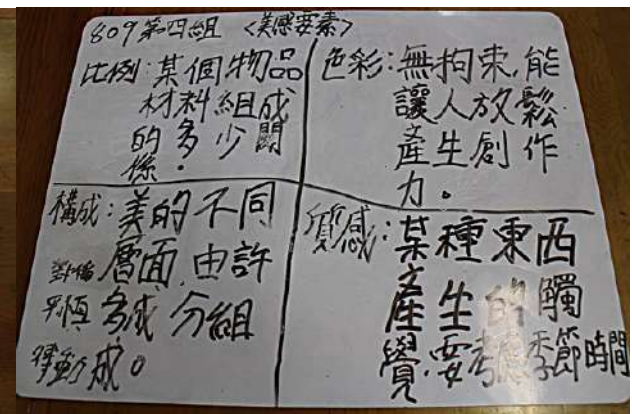 809第四組 <美感要素>
比例:某個物品
材料組成
的多少關
係.
色彩:無拘束,能
讓人放鬆
產生創作
力。
構成:美的不同
對稱 層面,由許
平恆 多成分組
律動 成。
質感:某種東西
產生的觸
覺,要考慮季節時間